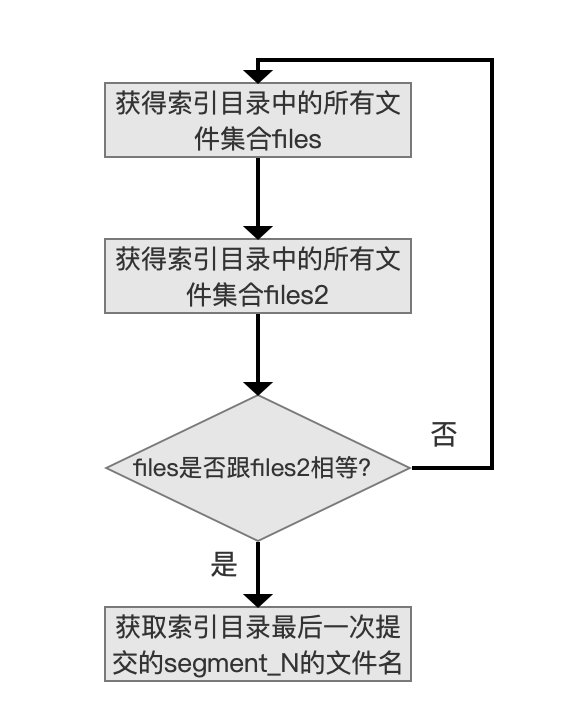 获得索引目录中的所有文
件集合files
获得索引目录中的所有文
件集合files2
files是否跟files2相等?
否
是
获取索引目录最后一次提
交的segment_N的文件名